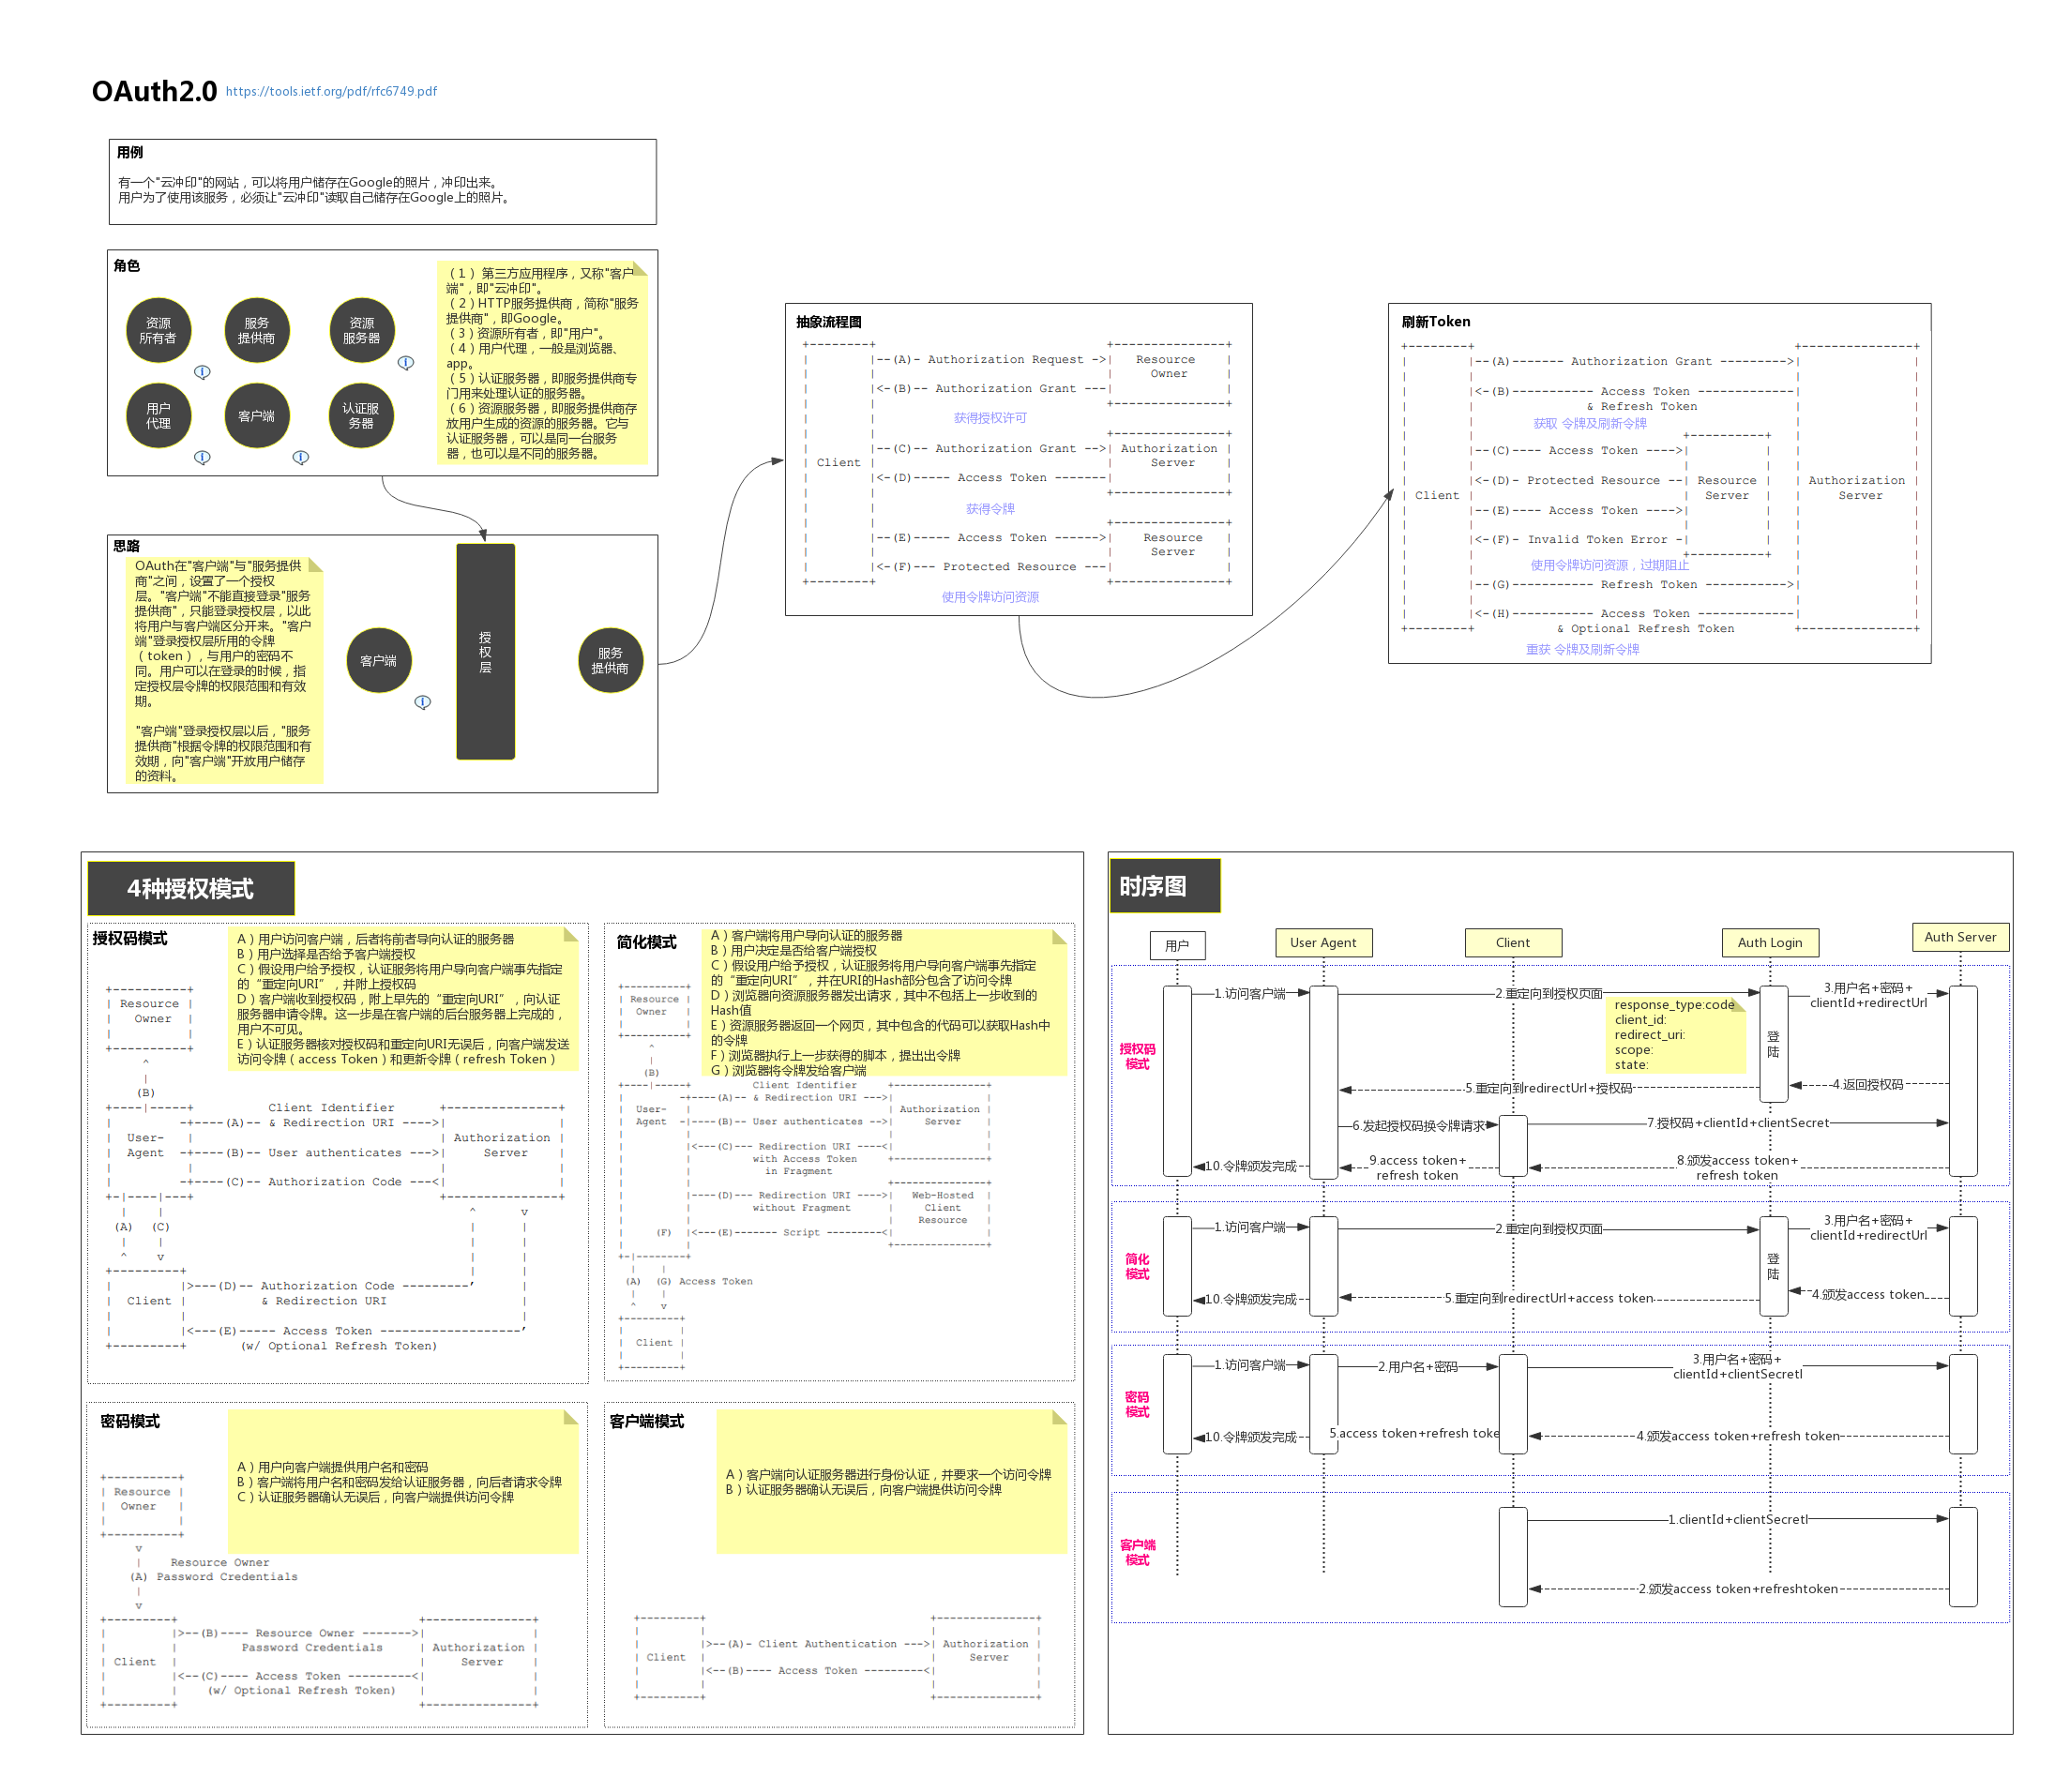 OAuth2.0 https://tools.ietf.org/pdf/rfc6749.pdf
用例
有一个"云冲印"的网站，可以将用户储存在Google的照片，冲印出来。
用户为了使用该服务，必须让"云冲印"读取自己储存在Google上的照片。
角色
资源
所有者
服务
提供商
资源
服务器
用户
代理
客户端
认证服
务器
（1） 第三方应用程序，又称"客户
端"，即"云冲印"。
（2）HTTP服务提供商，简称"服务
提供商"，即Google。
（3）资源所有者，即"用户"。
（4）用户代理，一般是浏览器、
app。
（5）认证服务器，即服务提供商专
门用来处理认证的服务器。
（6）资源服务器，即服务提供商存
放用户生成的资源的服务器。它与
认证服务器，可以是同一台服务
器，也可以是不同的服务器。
思路
OAuth在"客户端"与"服务提供
商"之间，设置了一个授权
层。"客户端"不能直接登录"服务
提供商"，只能登录授权层，以此
将用户与客户端区分开来。"客户
端"登录授权层所用的令牌
（token），与用户的密码不
同。用户可以在登录的时候，指
定授权层令牌的权限范围和有效
期。
"客户端"登录授权层以后，"服务
提供商"根据令牌的权限范围和有
效期，向"客户端"开放用户储存
的资料。
客户端
授
权
层
服务
提供商
抽象流程图
--(A)- Authorization Request -> Resource
Owner
<-(B)-- Authorization Grant ---
获得授权许可
--(C)-- Authorization Grant --> Authorization
Client Server
<-(D)----- Access Token -------
获得令牌
--(E)----- Access Token ------> Resource
Server
<-(F)--- Protected Resource ---
使用令牌访问资源
刷新Token
--(A)------- Authorization Grant --------->
<-(B)----------- Access Token -------------
& Refresh Token
获取 令牌及刷新令牌
--(C)---- Access Token ---->
<-(D)- Protected Resource -- Resource Authorization
Client Server Server
--(E)---- Access Token ---->
<-(F)- Invalid Token Error -
使用令牌访问资源，过期阻止
--(G)----------- Refresh Token ----------->
<-(H)----------- Access Token -------------
& Optional Refresh Token
重获 令牌及刷新令牌
4种授权模式
授权码模式
A）用户访问客户端，后者将前者导向认证的服务器
B）用户选择是否给予客户端授权
C）假设用户给予授权，认证服务将用户导向客户端事先指定
的“重定向URI”，并附上授权码
D）客户端收到授权码，附上早先的“重定向URI”，向认证
服务器申请令牌。这一步是在客户端的后台服务器上完成的，
用户不可见。
E）认证服务器核对授权码和重定向URI无误后，向客户端发送
访问令牌（access Token）和更新令牌（refresh Token）
Resource
Owner
(B)
Client Identifier
-+----(A)-- & Redirection URI ---->
User- Authorization
Agent -+----(B)-- User authenticates ---> Server
-+----(C)-- Authorization Code ---<
(A) (C)
>---(D)-- Authorization Code ---------'
Client & Redirection URI
<---(E)----- Access Token -------------------'
(w/ Optional Refresh Token)
简化模式
A）客户端将用户导向认证的服务器
B）用户决定是否给客户端授权
C）假设用户给予授权，认证服务将用户导向客户端事先指定
的“重定向URI”，并在URI的Hash部分包含了访问令牌
D）浏览器向资源服务器发出请求，其中不包括上一步收到的
Hash值
E）资源服务器返回一个网页，其中包含的代码可以获取Hash中
的令牌
F）浏览器执行上一步获得的脚本，提出出令牌
G）浏览器将令牌发给客户端
Resource
Owner
(B)
Client Identifier
-+----(A)-- & Redirection URI --->
User- Authorization
Agent -|----(B)-- User authenticates --> Server
<---(C)--- Redirection URI ----<
with Access Token
in Fragment
----(D)--- Redirection URI ----> Web-Hosted
without Fragment Client
Resource
(F) <---(E)------- Script ---------<
(A) (G) Access Token
Client
密码模式
A）用户向客户端提供用户名和密码
B）客户端将用户名和密码发给认证服务器，向后者请求令牌
C）认证服务器确认无误后，向客户端提供访问令牌
Resource
Owner
Resource Owner
(A) Password Credentials
>--(B)---- Resource Owner ------->
Password Credentials Authorization
Client Server
<--(C)---- Access Token ---------<
(w/ Optional Refresh Token)
客户端模式
A）客户端向认证服务器进行身份认证，并要求一个访问令牌
B）认证服务器确认无误后，向客户端提供访问令牌
>--(A)- Client Authentication ---> Authorization
Client Server
<--(B)---- Access Token ---------<
时序图
用户
User Agent
Client
Auth Login
Auth Server
授权码
模式
1.访问客户端
2.重定向到授权页面
3.用户名+密码+
clientId+redirectUrl
response_type:code
client_id:
redirect_uri:
scope:
state:
登
陆
4.返回授权码
5.重定向到redirectUrl+授权码
6.发起授权码换令牌请求
7.授权码+clientId+clientSecret
8.颁发access token+
refresh token
9.access token+
refresh token
10.令牌颁发完成
简化
模式
1.访问客户端
2.重定向到授权页面
3.用户名+密码+
clientId+redirectUrl
登
陆
4.颁发access token
5.重定向到redirectUrl+access token
10.令牌颁发完成
密码
模式
1.访问客户端
2.用户名+密码
3.用户名+密码+
clientId+clientSecretl
4.颁发access token+refresh token
5.access token+refresh toke
10.令牌颁发完成
客户端
模式
1.clientId+clientSecretl
2.颁发access token+refreshtoken